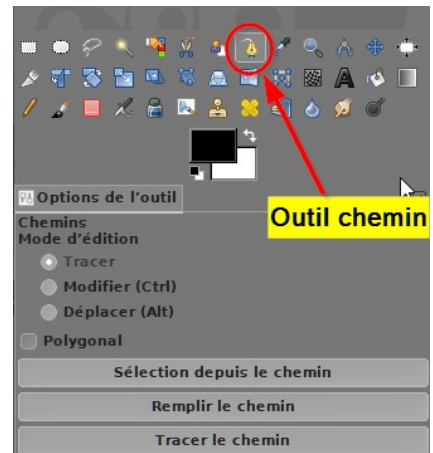 Options de l'outil
Outil chemin
Chemins
Mode d'édition
Tracer
Modifier (Ctrl)
Déplacer (Alt)
Polygonal
Sélection depuis le chemin
Remplir le chemin
Tracer le chemin